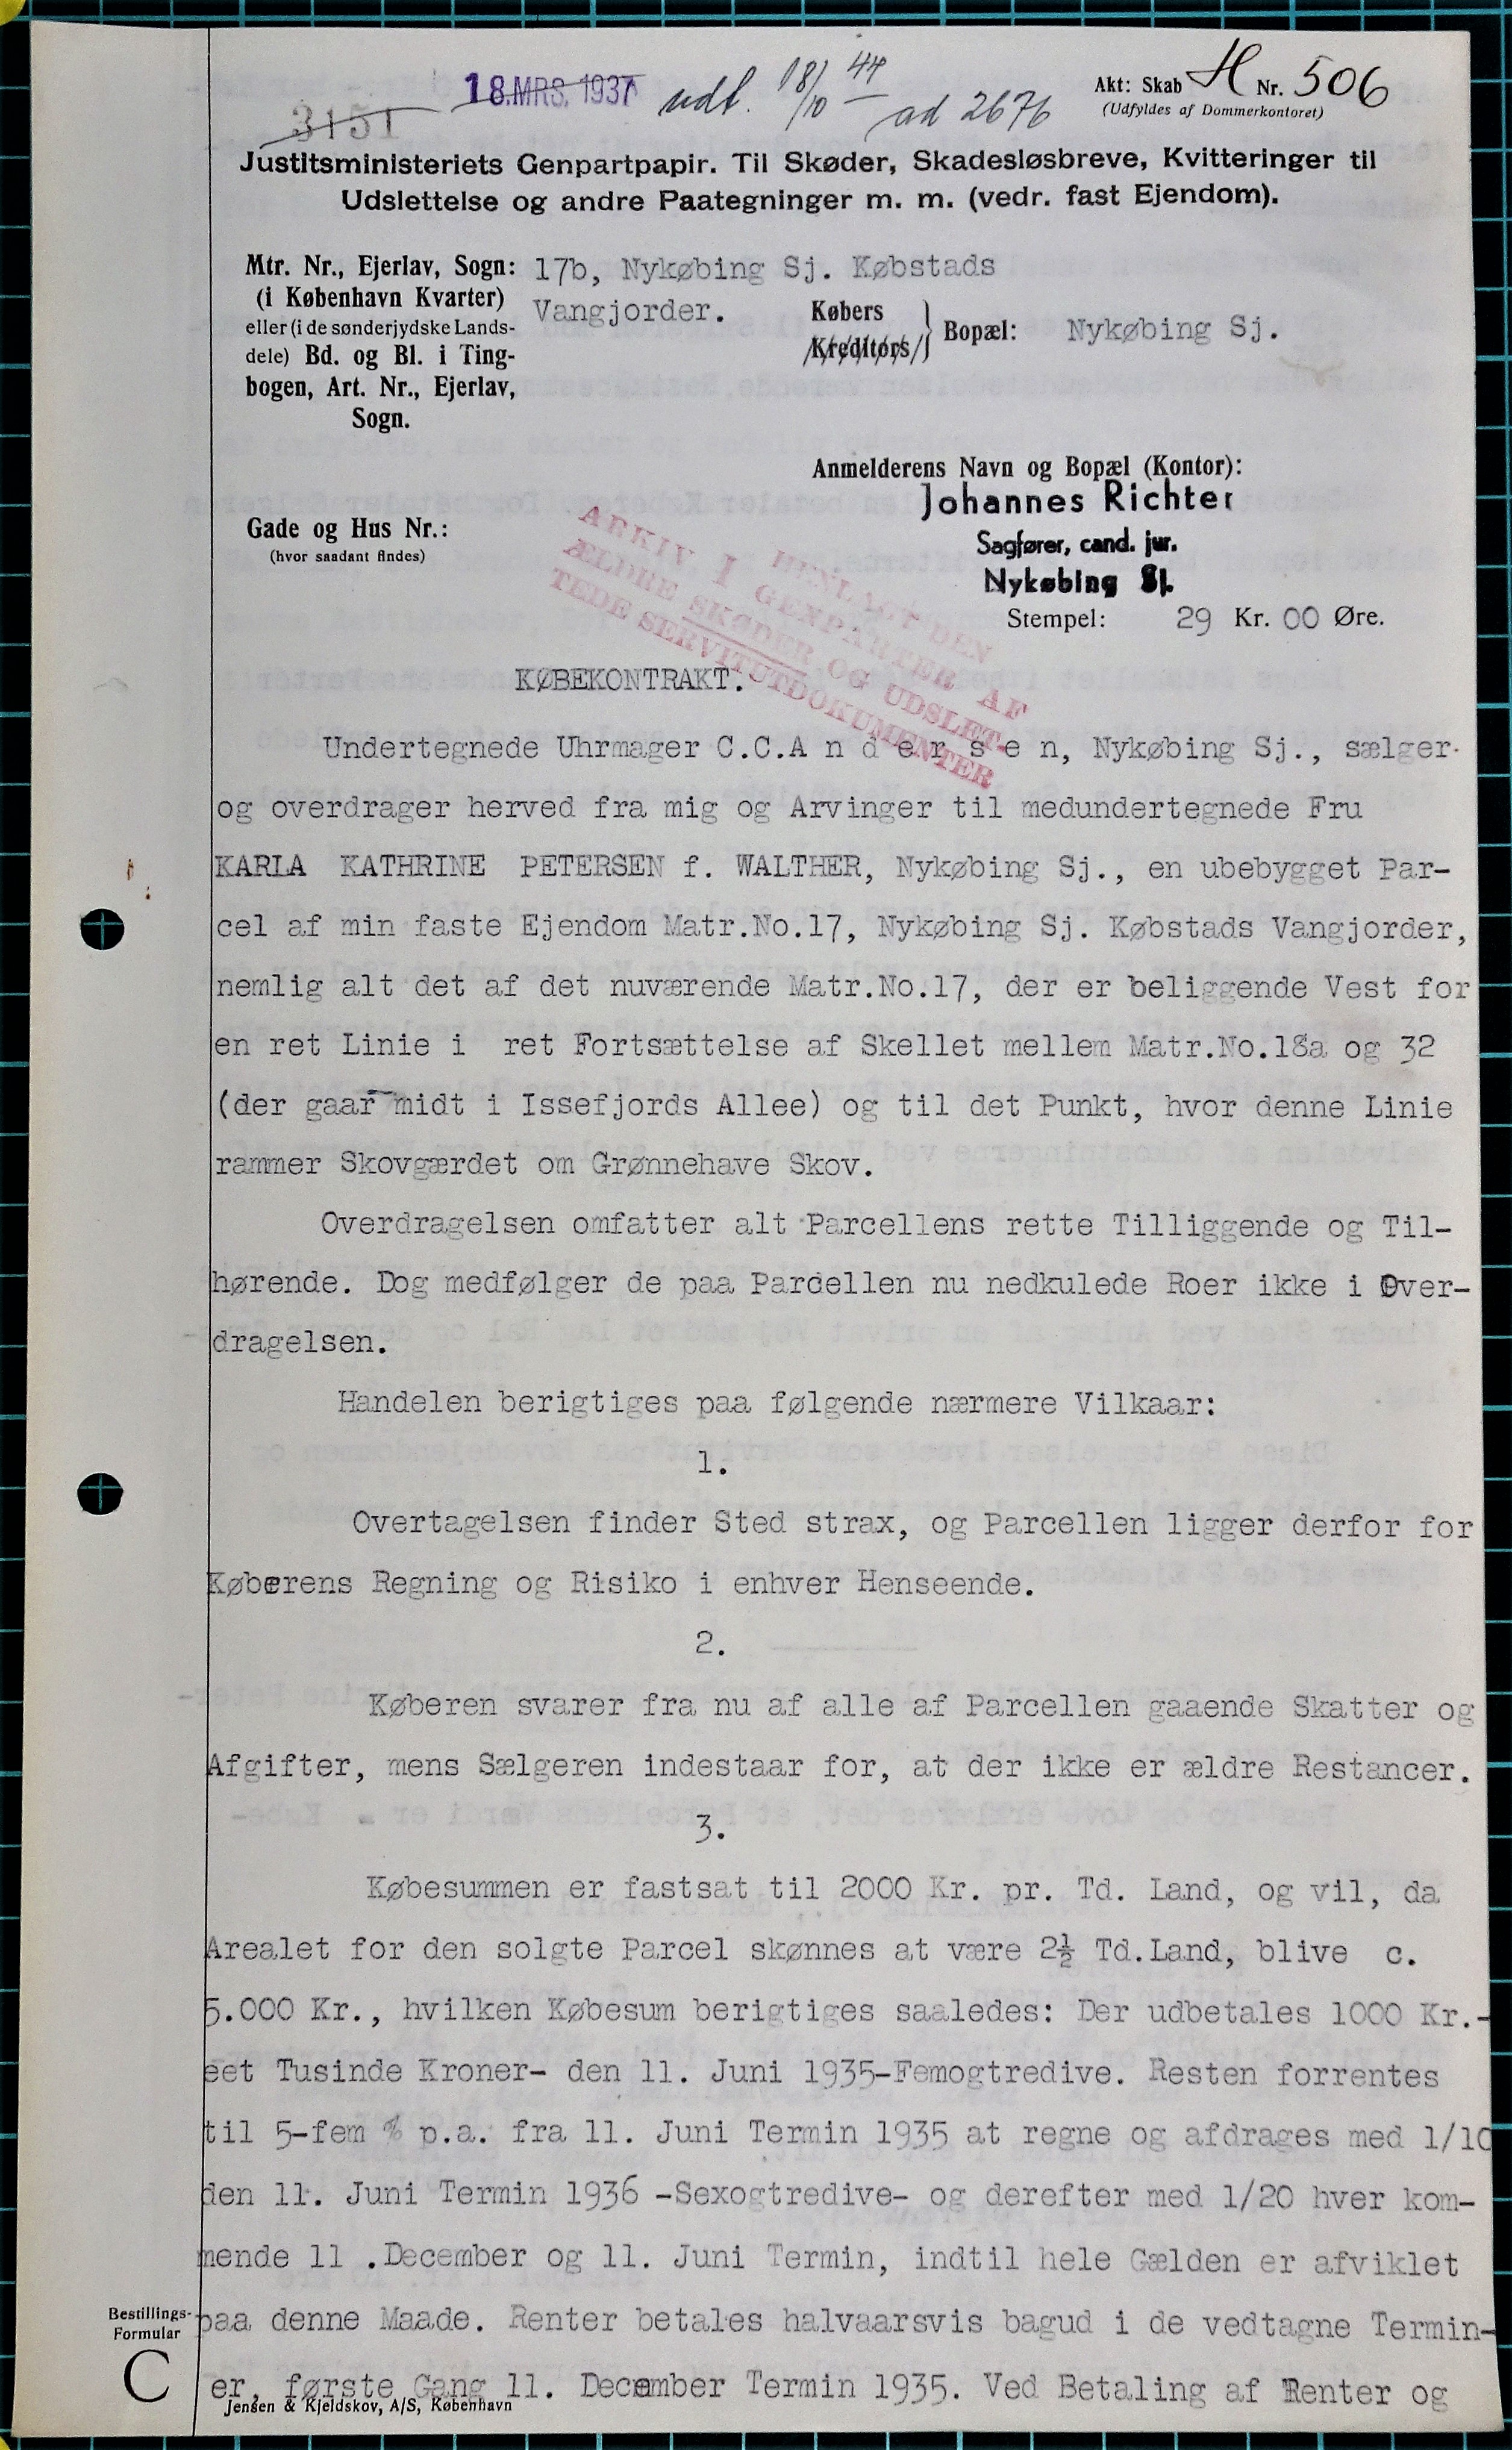 3151
18.MRS. 1937 udt. 18/10 44 ad 2676
Akt: Skab H Nr. 506
(Udfyldes af Dommerkontoret)
Justitsministeriets Genpartpapir. Til Skøder, Skadesløsbreve, Kvitteringer til
Udslettelse og andre Paategninger m. m. (vedr. fast Ejendom).
Mtr. Nr., Ejerlav, Sogn: 17b, Nykøbing Sj. Købstads
(i København Kvarter) Vangjorder.
eller (i de sønderjydske Lands-
dele) Bd. og Bl. i Ting-
bogen, Art. Nr., Ejerlav,
Sogn.
Købers
Kreditors
Bopæl: Nykøbing Sj.
Gade og Hus Nr.:
(hvor saadant findes)
Anmelderens Navn og Bopæl (Kontor):
Johannes Richter
Sagfører, cand. jur.
Nykøbing Sj.
Stempel: 29 Kr. 00 Øre.
HENLAGT DEN
ARKIV I GENPARTER AF
ÆLDRE SKØDER OG UDSLET-
TEDE SERVITUTDOKUMENTER
KØBEKONTRAKT.
Undertegnede Uhrmager C.C.A n d e r s e n, Nykøbing Sj., sælger
og overdrager herved fra mig og Arvinger til medundertegnede Fru
KARLA KATHRINE PETERSEN f. WALTHER, Nykøbing Sj., en ubebygget Par-
cel af min faste Ejendom Matr.No.17, Nykøbing Sj. Købstads Vangjorder,
nemlig alt det af det nuværende Matr.No.17, der er beliggende Vest for
en ret Linie i ret Fortsættelse af Skellet mellem Matr.No.18a og 32
(der gaar midt i Issefjords Allee) og til det Punkt, hvor denne Linie
rammer Skovgærdet om Grønnehave Skov.
Overdragelsen omfatter alt Parcellens rette Tilliggende og Til-
hørende. Dog medfølger de paa Parcellen nu nedkulede Roer ikke i Over-
dragelsen.
Handelen berigtiges paa følgende nærmere Vilkaar:
1.
Overtagelsen finder Sted strax, og Parcellen ligger derfor for
Køberens Regning og Risiko i enhver Henseende.
2.
Køberen svarer fra nu af alle af Parcellen gaaende Skatter og
Afgifter, mens Sælgeren indestaar for, at der ikke er ældre Restancer.
3.
Købesummen er fastsat til 2000 Kr. pr. Td. Land, og vil, da
Arealet for den solgte Parcel skønnes at være 2½ Td.Land, blive c.
5.000 Kr., hvilken Købesum berigtiges saaledes: Der udbetales 1000 Kr.-
eet Tusinde Kroner- den 11. Juni 1935-Femogtredive. Resten forrentes
til 5-fem % p.a. fra 11. Juni Termin 1935 at regne og afdrages med 1/10
den 11. Juni Termin 1936 -Sexogtredive- og derefter med 1/20 hver kom-
mende 11 .December og 11. Juni Termin, indtil hele Gælden er afviklet
paa denne Maade. Renter betales halvaarsvis bagud i de vedtagne Termin-
er, første Gang 11. December Termin 1935. Ved Betaling af Renter og
Bestillings-
Formular
C
Jensen & Kjeldskov, A/S, København